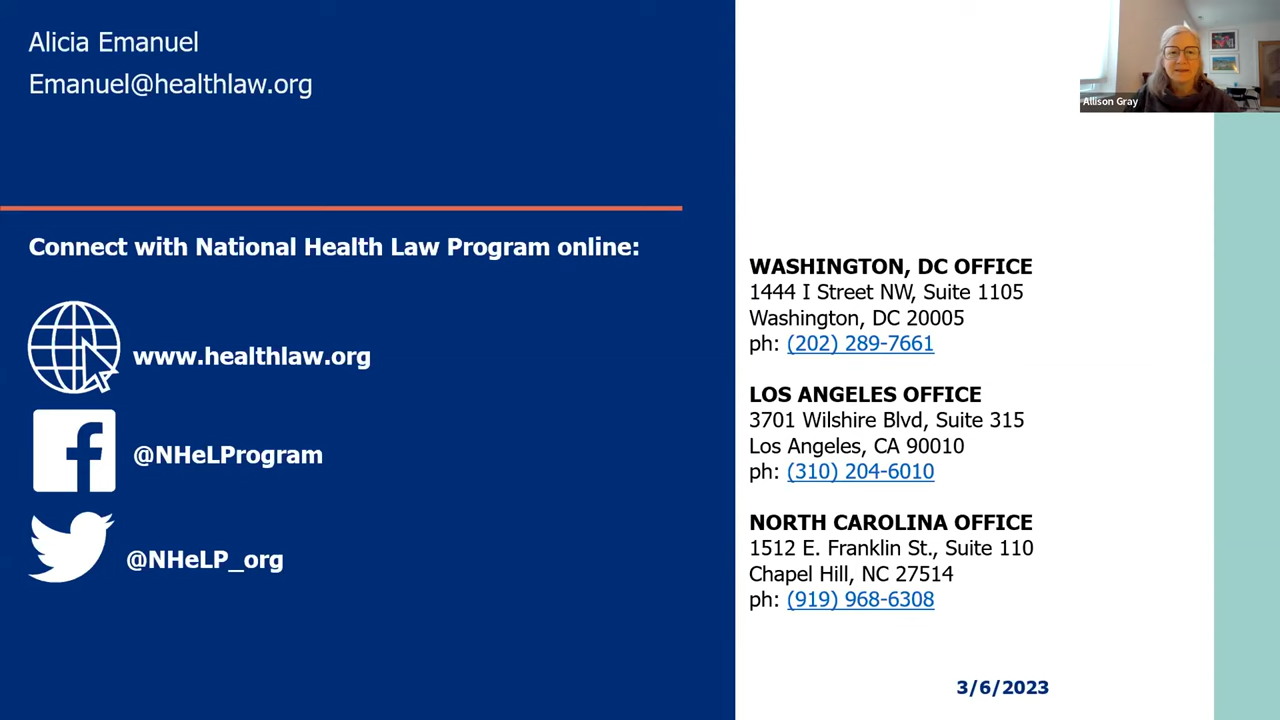 Alicia Emanuel
Emanuel@healthlaw.org
Connect with National Health Law Program online:
www.healthlaw.org
@NHeLProgram
@NHeLP_org
WASHINGTON, DC OFFICE
1444 I Street NW, Suite 1105
Washington, DC 20005
ph: (202) 289-7661
LOS ANGELES OFFICE
3701 Wilshire Blvd, Suite 315
Los Angeles, CA 90010
ph: (310) 204-6010
NORTH CAROLINA OFFICE
1512 E. Franklin St., Suite 110
Chapel Hill, NC 27514
ph: (919) 968-6308
3/6/2023
Allison Gray